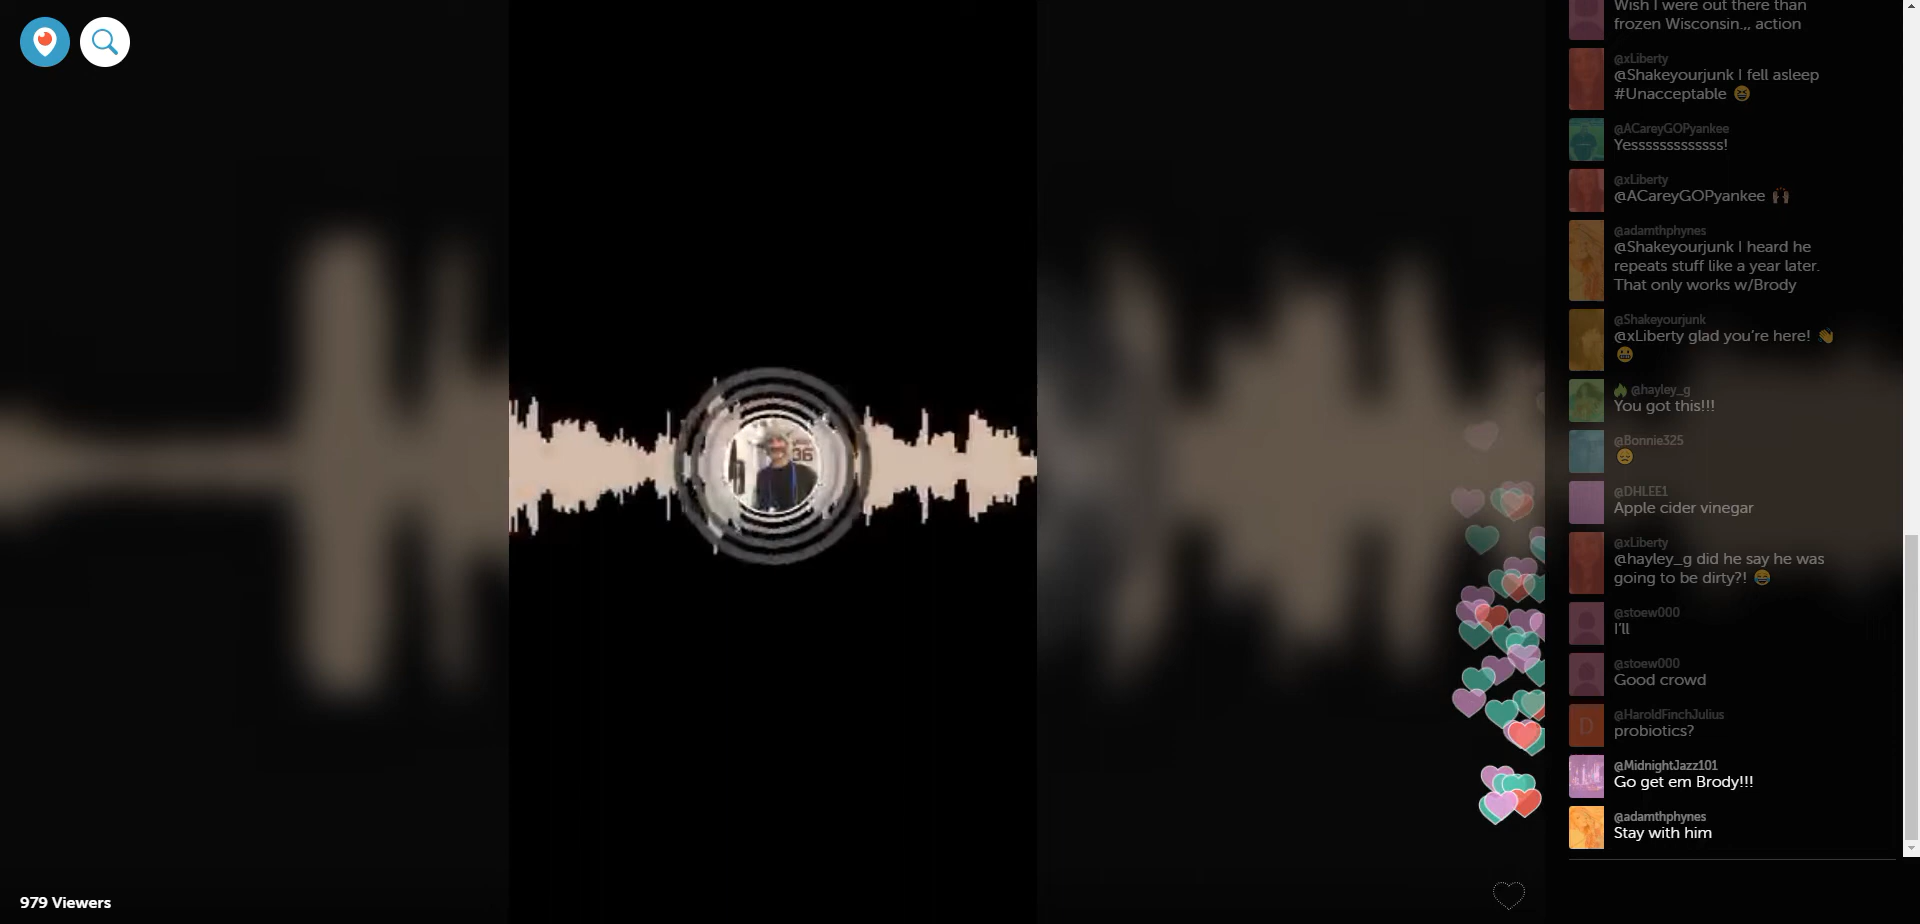 Wish I were out there than
frozen Wisconsin.,, action
@xLiberty
@Shakeyourjunk I fell asleep
#Unacceptable
@ACareyGOPyankee
Yesssssssssssss!
@xLiberty
@ACareyGOPyankee
@adamthphynes
@Shakeyourjunk I heard he
repeats stuff like a year later.
That only works w/Brody
@Shakeyourjunk
@xLiberty glad you're here!
@hayley_g
You got this!!!
@Bonnie325
@DHLEE1
Apple cider vinegar
@xLiberty
@hayley_g did he say he was
going to be dirty?!
@stoew000
I'll
@stoew000
Good crowd
D
@HaroldFinchJulius
probiotics?
@MidnightJazz101
Go get em Brody!!!
@adamthphynes
Stay with him
36
979 Viewers